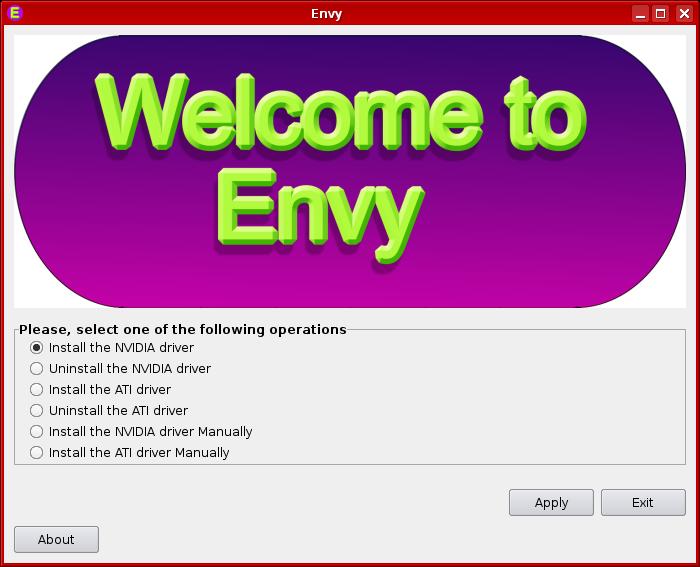 E
Envy
Welcome to
Envy
Please, select one of the following operations
Install the NVIDIA driver
Uninstall the NVIDIA driver
Install the ATI driver
Uninstall the ATI driver
Install the NVIDIA driver Manually
Install the ATI driver Manually
Apply Exit
About